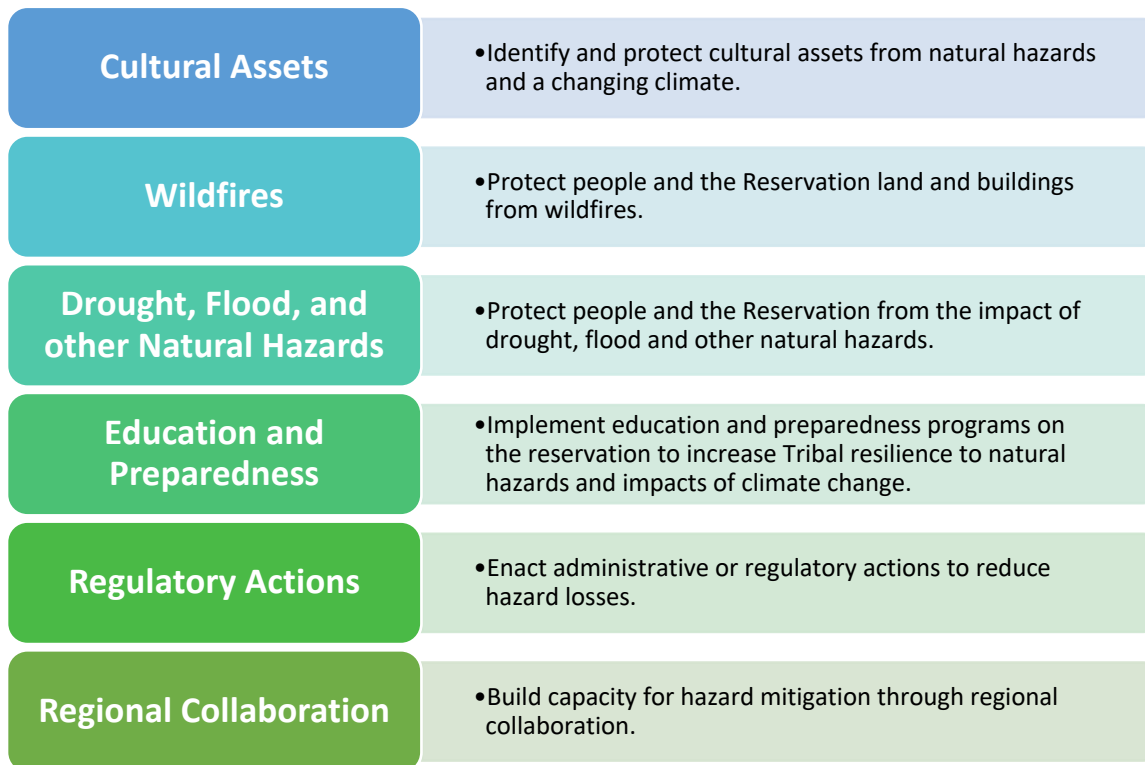 Cultural Assets
•Identify and protect cultural assets from natural hazards
and a changing climate.
Wildfires
•Protect people and the Reservation land and buildings
from wildfires.
Drought, Flood, and
other Natural Hazards
•Protect people and the Reservation from the impact of
drought, flood and other natural hazards.
Education and
Preparedness
•Implement education and preparedness programs on
the reservation to increase Tribal resilience to natural
hazards and impacts of climate change.
Regulatory Actions
•Enact administrative or regulatory actions to reduce
hazard losses.
Regional Collaboration
•Build capacity for hazard mitigation through regional
collaboration.